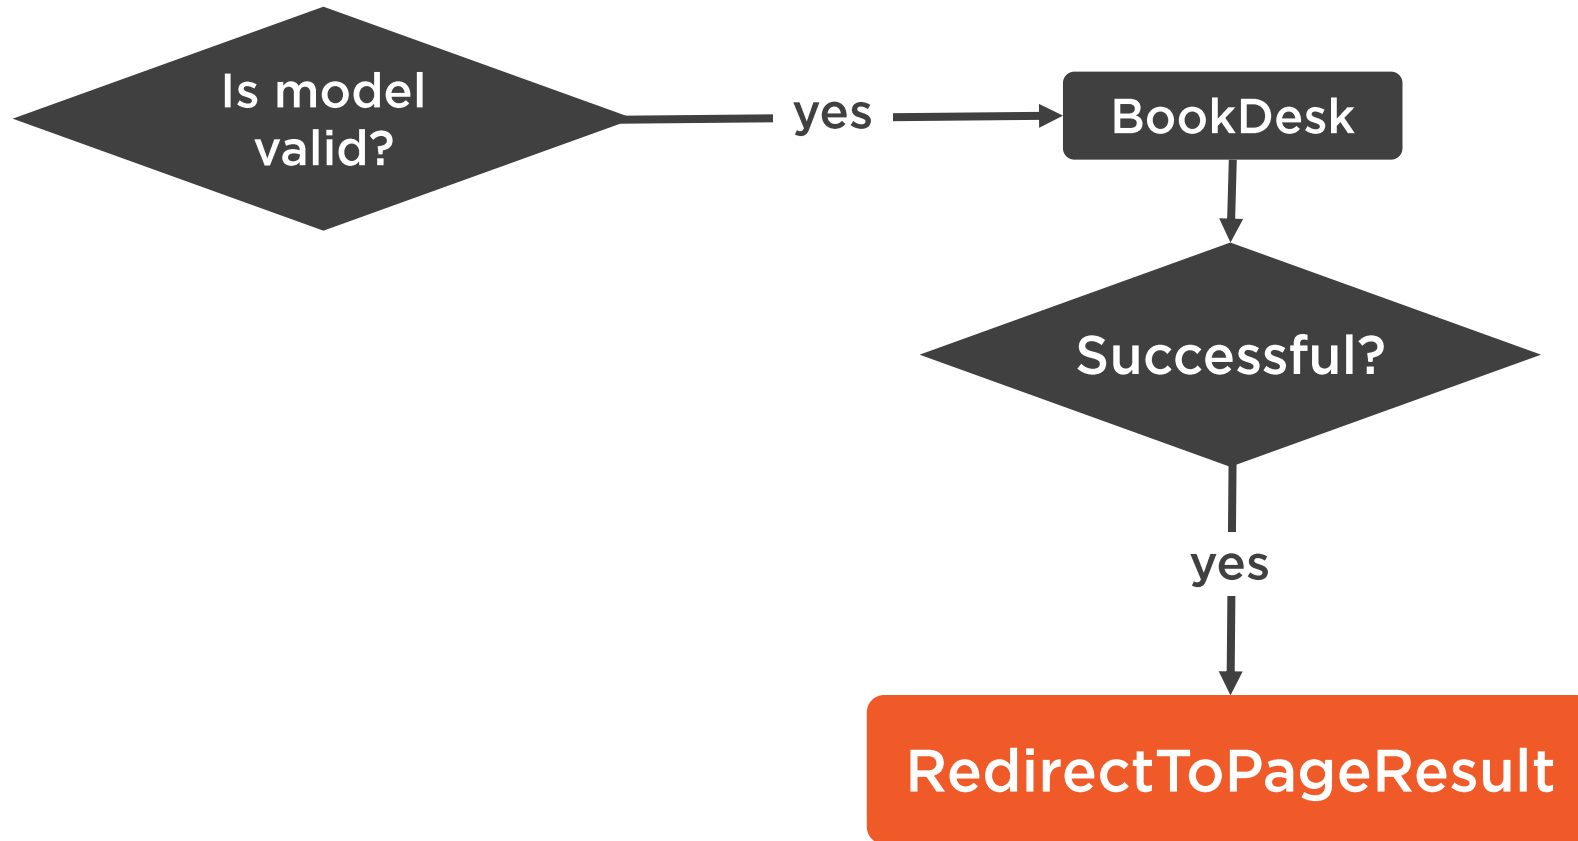 Is model
valid?
yes
BookDesk
Successful?
yes
RedirectToPageResult